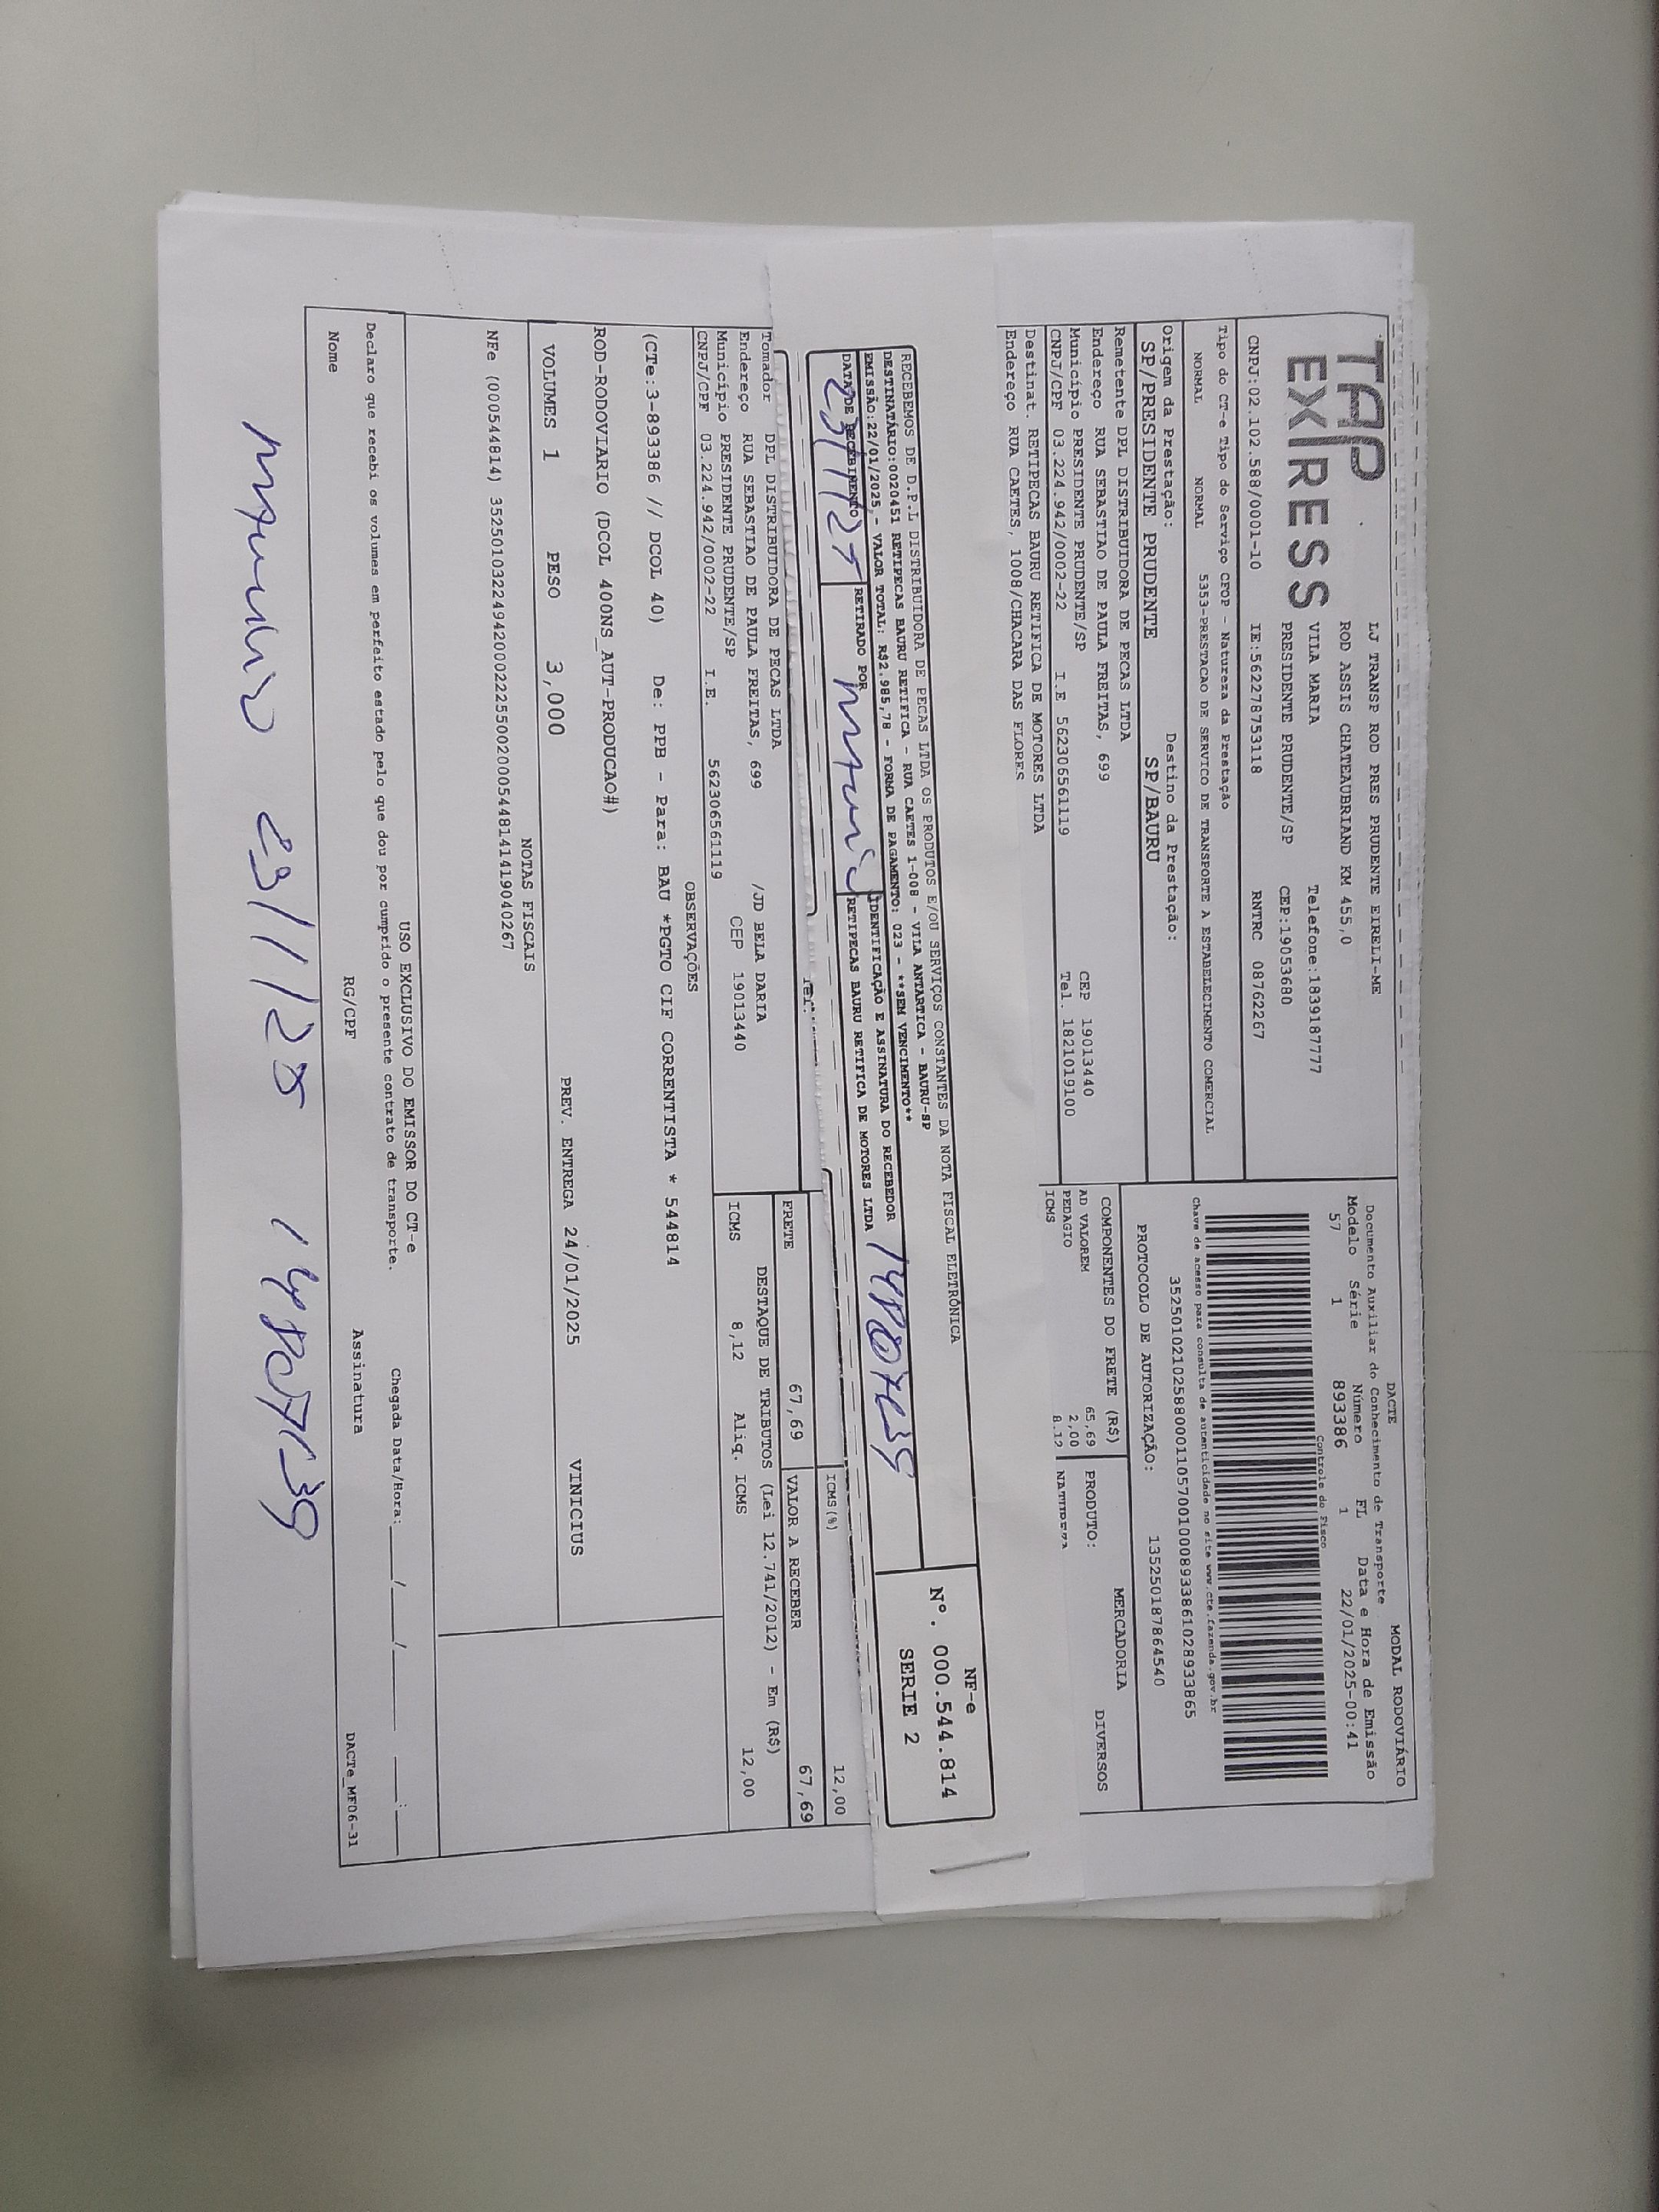 TAP EXPRESS
LJ TRANSP ROD PRES PRUDENTE EIRELI-ME
ROD ASSIS CHATEAUBRIAND KM 455,0
VILA MARIA Telefone:1839187777
PRESIDENTE PRUDENTE/SP CEP:19053680
CNPJ:02.102.588/0001-10 IE:562278753118 RNTRC 08762267
DACTE MODAL RODOVIÁRIO
Documento Auxiliar do Conhecimento de Transporte
Modelo Série Número FL Data e Hora de Emissão
57 1 893386 1 22/01/2025-00:41
Controle do Fisco
Chave de acesso para consulta de autenticidade no site www.cte.fazenda.gov.br
35250102102588000110570010008933861028933865
Tipo do CT-e Tipo do Serviço CFOP - Natureza da Prestação
NORMAL NORMAL 5353-PRESTACAO DE SERVICO DE TRANSPORTE A ESTABELECIMENTO COMERCIAL
PROTOCOLO DE AUTORIZAÇÃO: 135250187864540
Origem da Prestação: Destino da Prestação:
SP/PRESIDENTE PRUDENTE SP/BAURU
Remetente DPL DISTRIBUIDORA DE PECAS LTDA
Endereço RUA SEBASTIAO DE PAULA FREITAS, 699
Município PRESIDENTE PRUDENTE/SP CEP 19013440
CNPJ/CPF 03.224.942/0002-22 I.E 562306561119 Tel. 1821019100
COMPONENTES DO FRETE (R$) PRODUTO: MERCADORIA DIVERSOS
AD VALOREM 65,69
PEDAGIO 2,00
ICMS 8,12
Destinat. RETIPECAS BAURU RETIFICA DE MOTORES LTDA
Endereço RUA CAETES, 1008/CHACARA DAS FLORES
RECEBEMOS DE D.P.L DISTRIBUIDORA DE PECAS LTDA OS PRODUTOS E/OU SERVIÇOS CONSTANTES DA NOTA FISCAL ELETRÔNICA
DESTINATÁRIO:0020451 RETIPECAS BAURU RETIFICA - RUA CAETES 1-008 - VILA ANTARTICA - BAURU-SP
EMISSÃO:22/01/2025 - VALOR TOTAL: R$2.985,78 - FORMA DE PAGAMENTO: 023 - **SEM VENCIMENTO**
DATA DE RECEBIMENTO RETIRADO POR IDENTIFICAÇÃO E ASSINATURA DO RECEBEDOR
RETIPECAS BAURU RETIFICA DE MOTORES LTDA
23/1/25
NF-e
Nº. 000.544.814
SERIE 2
ICMS(%) 12,00
Tomador DPL DISTRIBUIDORA DE PECAS LTDA
Endereço RUA SEBASTIAO DE PAULA FREITAS, 699 /JD BELA DARIA
Município PRESIDENTE PRUDENTE/SP CEP 19013440
CNPJ/CPF 03.224.942/0002-22 I.E. 562306561119
FRETE 67,69 VALOR A RECEBER 67,69
DESTAQUE DE TRIBUTOS (Lei 12.741/2012) - Em (R$)
ICMS 8,12 Aliq. ICMS 12,00
OBSERVAÇÕES
(CTe:3-893386 // DCOL 40) De: PPB - Para: BAU *PGTO CIF CORRENTISTA * 544814
ROD-RODOVIARIO (DCOL 400NS_AUT-PRODUCAO#)
VOLUMES 1 PESO 3,000 PREV. ENTREGA 24/01/2025 VINICIUS
NOTAS FISCAIS
NFe (000544814) 35250103224942000222550020005448141419040267
USO EXCLUSIVO DO EMISSOR DO CT-e
Declaro que recebi os volumes em perfeito estado pelo que dou por cumprido o presente contrato de transporte. Chegada Data/Hora:____/____/______ ___:___
Nome RG/CPF Assinatura
DACTe_MF06-31
23/1/25